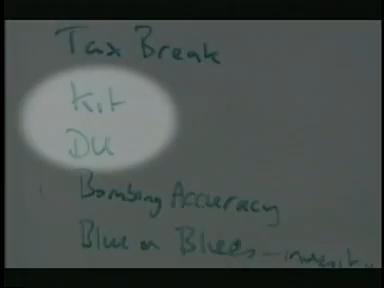 Tax Break
Kit
DU
Bombing Accuracy
Blue on Blues -